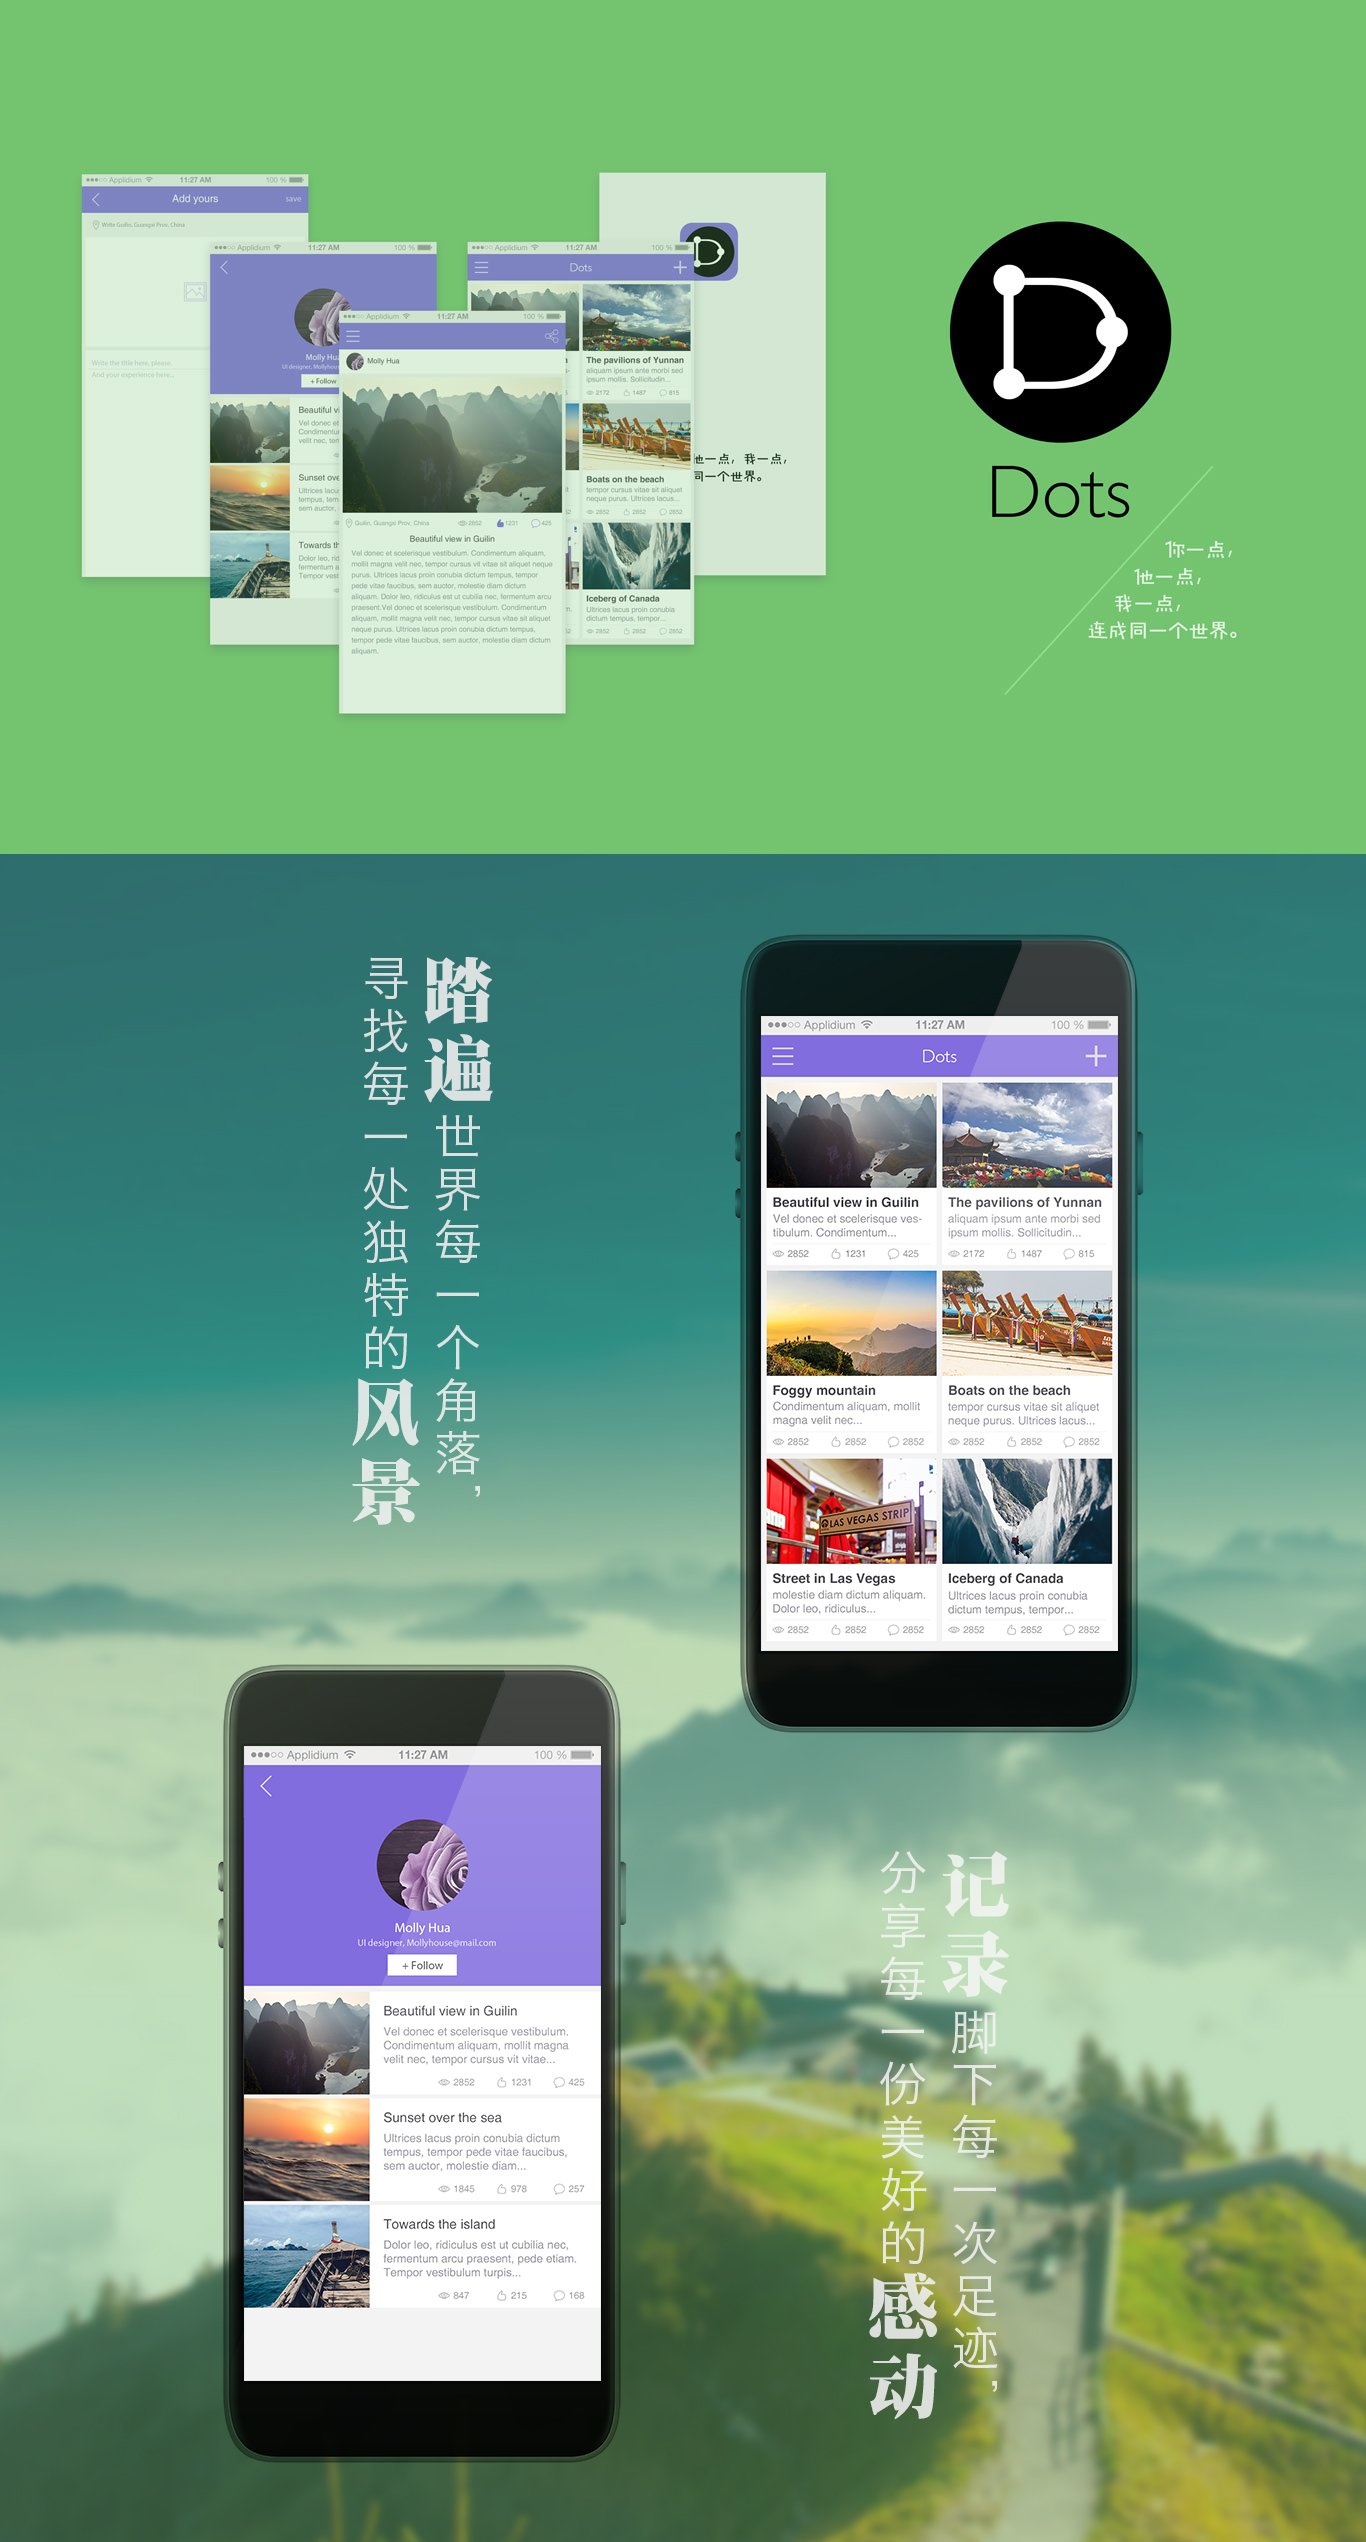 Applidium
11:27 AM
100 %
Add yours
save
Write Guilin, Guangxi Prov, China
Write the title here, please.
And your experience here...
Applidium
11:27 AM
100 %
Molly Hua
UI designer,
+ Follow
Beautiful vi
Vel donec et
Condimentum
velit nec, tem
Sunset ove
Ultrices lacu
tempus, tem
sem auctor,
Towards th
Dolor leo, rid
fermentum a
Tempor vest
Applidium
11:27 AM
100 %
Molly Hua
Guilin, Guangxi Prov, China
2852
1231
425
Beautiful view in Guilin
Vel donec et scelerisque vestibulum. Condimentum aliquam,
mollit magna velit nec, tempor cursus vit vitae sit aliquet neque
purus. Ultrices lacus proin conubia dictum tempus, tempor
pede vitae faucibus, sem auctor, molestie diam dictum
aliquam. Dolor leo, ridiculus est ut cubilia nec, fermentum arcu
praesent.Vel donec et scelerisque vestibulum. Condimentum
aliquam, mollit magna velit nec, tempor cursus vitae sit aliquet
neque purus. Ultrices lacus proin conubia dictum tempus,
tempor pede vitae faucibus, sem auctor, molestie diam dictum
aliquam.
Applidium
11:27 AM
100 %
Dots
The pavilions of Yunnan
aliquam ipsum ante morbi sed
ipsum mollis. Sollicitudin...
2172
1487
815
Boats on the beach
tempor cursus vitae sit aliquet
neque purus. Ultrices lacus...
2852
2852
2852
Iceberg of Canada
Ultrices lacus proin conubia
dictum tempus, tempor...
2852
2852
2852
他一点，我一点，
同一个世界。
Dots
你一点，
他一点，
我一点，
连成同一个世界。
踏遍世界每一个角落，
寻找每一处独特的风景
Applidium
11:27 AM
100 %
Dots
Beautiful view in Guilin
Vel donec et scelerisque ves-
tibulum. Condimentum...
2852
1231
425
The pavilions of Yunnan
aliquam ipsum ante morbi sed
ipsum mollis. Sollicitudin...
2172
1487
815
Foggy mountain
Condimentum aliquam, mollit
magna velit nec...
2852
2852
2852
Boats on the beach
tempor cursus vitae sit aliquet
neque purus. Ultrices lacus...
2852
2852
2852
LAS VEGAS STRIP
Street in Las Vegas
molestie diam dictum aliquam.
Dolor leo, ridiculus...
2852
2852
2852
Iceberg of Canada
Ultrices lacus proin conubia
dictum tempus, tempor...
2852
2852
2852
Applidium
11:27 AM
100 %
Molly Hua
UI designer, Mollyhouse@mail.com
+ Follow
Beautiful view in Guilin
Vel donec et scelerisque vestibulum.
Condimentum aliquam, mollit magna
velit nec, tempor cursus vit vitae...
2852
1231
425
Sunset over the sea
Ultrices lacus proin conubia dictum
tempus, tempor pede vitae faucibus,
sem auctor, molestie diam...
1845
978
257
Towards the island
Dolor leo, ridiculus est ut cubilia nec,
fermentum arcu praesent, pede etiam.
Tempor vestibulum turpis...
847
215
168
记录脚下每一次足迹，
分享每一份美好的感动